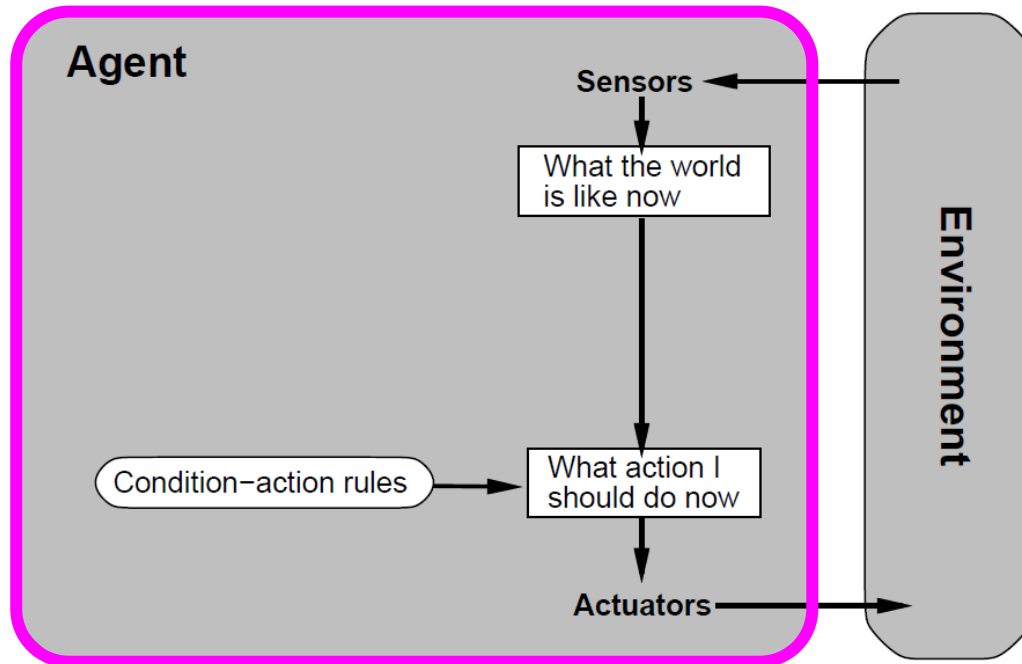 Agent
Sensors
What the world
is like now
Environment
Condition−action rules
What action I
should do now
Actuators